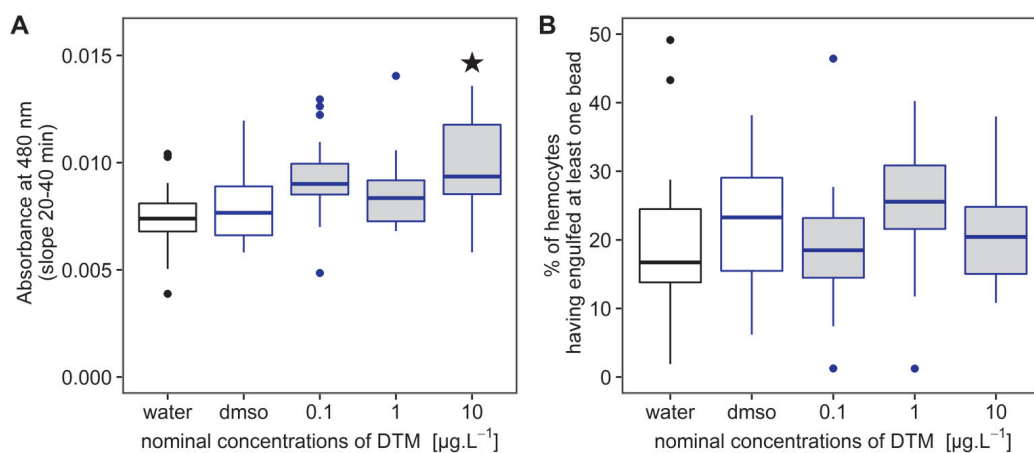 A
Absorbance at 480 nm
(slope 20-40 min)
0.015
0.010
0.005
0.000
water dmso 0.1 1 10
nominal concentrations of DTM [µg.L⁻¹]
B
% of hemocytes
having engulfed at least one bead
50
40
30
20
10
0
water dmso 0.1 1 10
nominal concentrations of DTM [µg.L⁻¹]